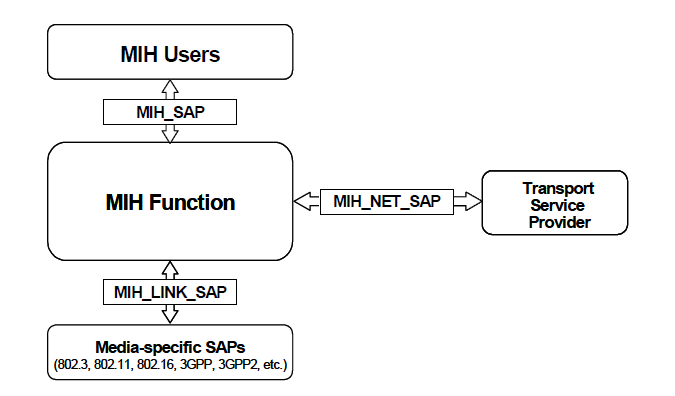 MIH Users
MIH_SAP
MIH Function
MIH_NET_SAP
Transport
Service
Provider
MIH_LINK_SAP
Media-specific SAPs
(802.3, 802.11, 802.16, 3GPP, 3GPP2, etc.)